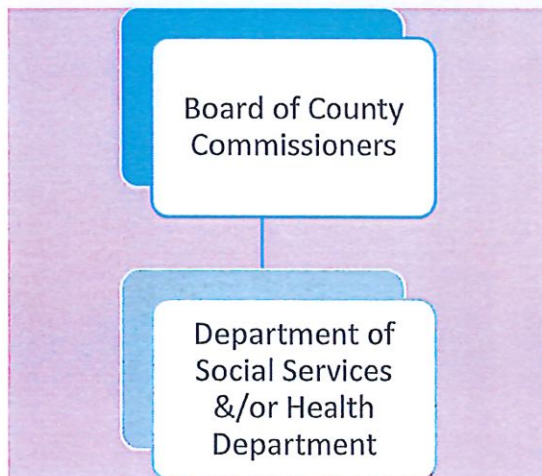 Board of County
Commissioners
Department of
Social Services
&/or Health
Department